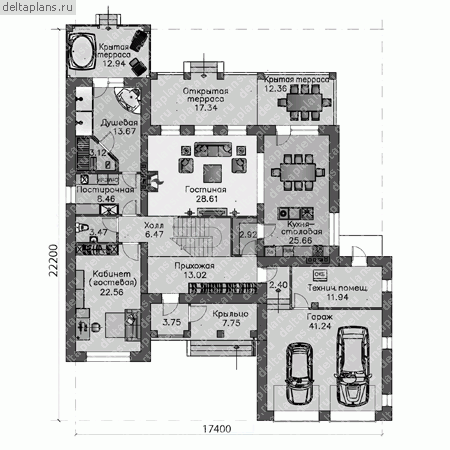 deltaplans.ru
Крытая
терраса
12.94
Открытая
терраса
17.34
Крытая терраса
12.36
Душевая
13.67
3.12
Постирочная
8.46
Гостиная
28.61
Кухня-
столовая
25.66
3.47
Холл
6.47
2.92
Прихожая
13.02
Кабинет
(гостевая)
22.56
2.40
Технич. помещ.
11.94
3.75
Крыльцо
7.75
Гараж
41.24
22200
17400